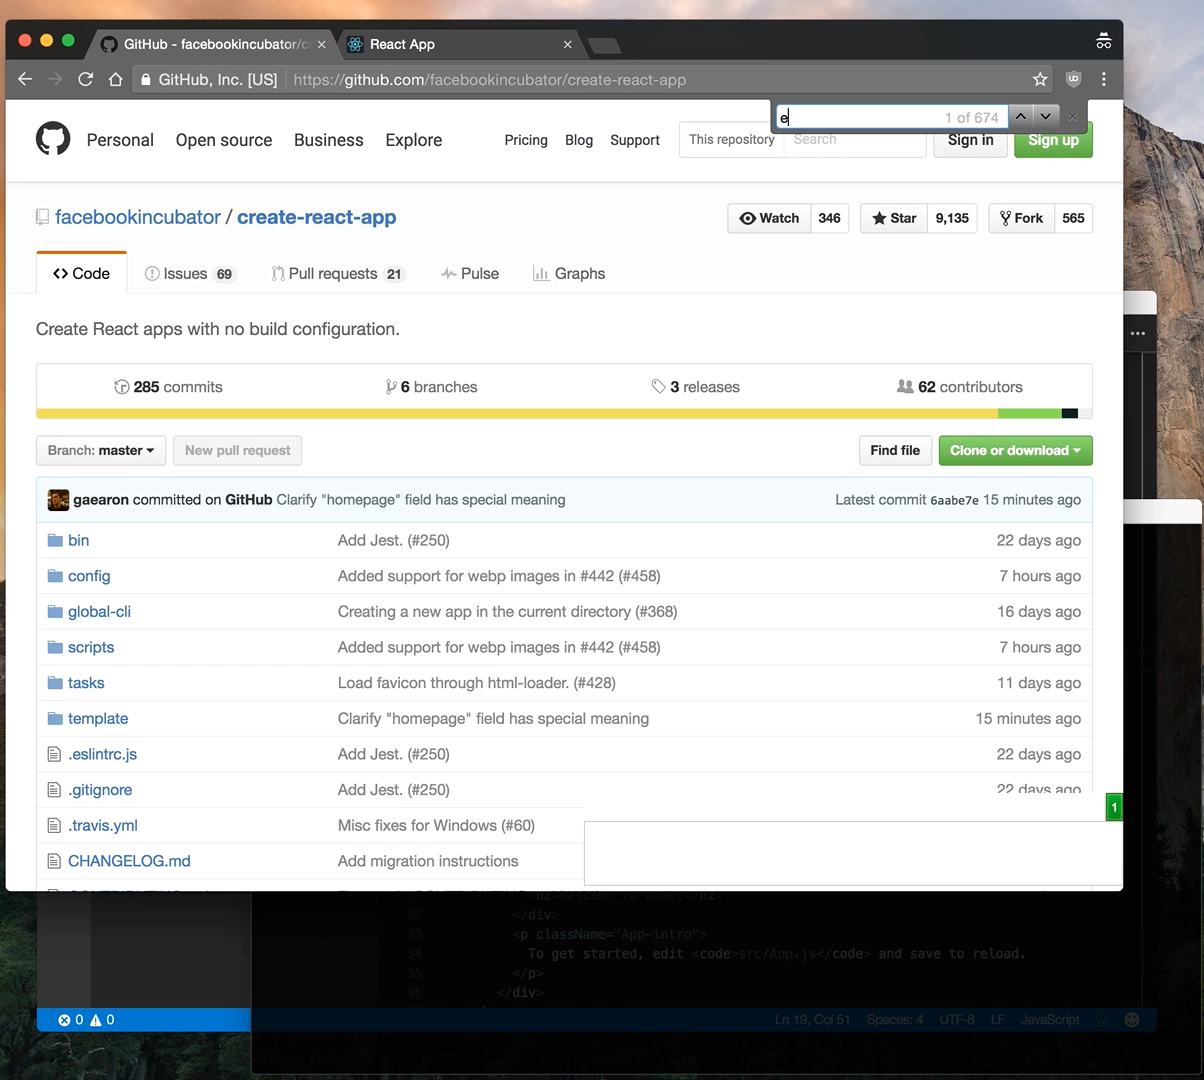 GitHub - facebookincubator/c
React App
GitHub, Inc. [US]
https://github.com/facebookincubator/create-react-app
e
1 of 674
Personal
Open source
Business
Explore
Pricing
Blog
Support
This repository
Search
Sign in
Sign up
facebookincubator / create-react-app
Watch 346
Star 9,135
Fork 565
Code
Issues 69
Pull requests 21
Pulse
Graphs
Create React apps with no build configuration.
285 commits
6 branches
3 releases
62 contributors
Branch: master
New pull request
Find file
Clone or download
gaearon committed on GitHub Clarify "homepage" field has special meaning
Latest commit 6aabe7e 15 minutes ago
bin Add Jest. (#250) 22 days ago
config Added support for webp images in #442 (#458) 7 hours ago
global-cli Creating a new app in the current directory (#368) 16 days ago
scripts Added support for webp images in #442 (#458) 7 hours ago
tasks Load favicon through html-loader. (#428) 11 days ago
template Clarify "homepage" field has special meaning 15 minutes ago
.eslintrc.js Add Jest. (#250) 22 days ago
.gitignore Add Jest. (#250) 22 days ago
.travis.yml Misc fixes for Windows (#60)
1
CHANGELOG.md Add migration instructions
32 </div>
33 <p className="App-intro">
34 To get started, edit <code>src/App.js</code> and save to reload.
35 </p>
36 </div>
0 0
Ln 19, Col 51
Spaces: 4
UTF-8
LF
JavaScript